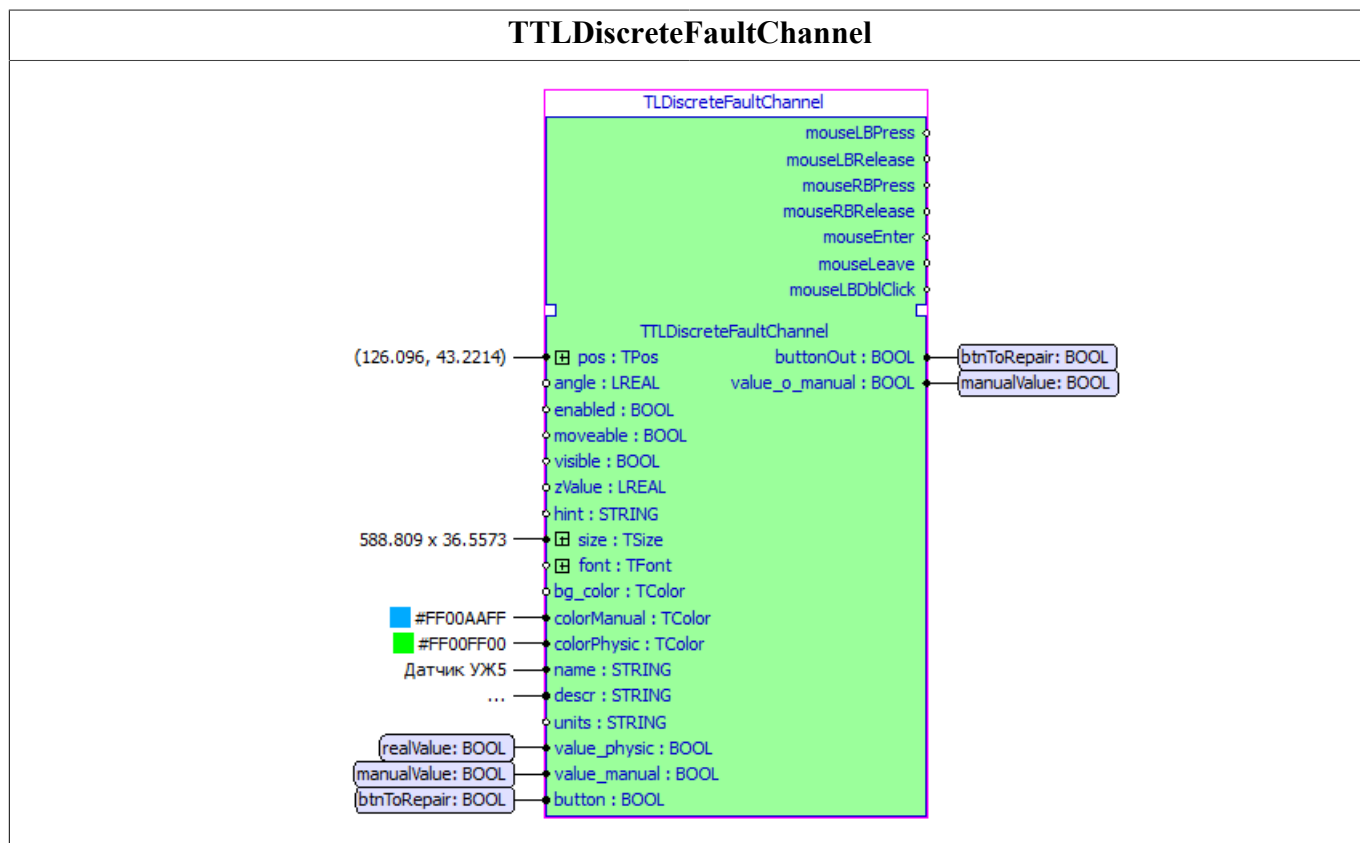 TTLDiscreteFaultChannel
TLDiscreteFaultChannel
mouseLBPress
mouseLBRelease
mouseRBPress
mouseRBRelease
mouseEnter
mouseLeave
mouseLBDblClick
TTLDiscreteFaultChannel
(126.096, 43.2214) pos : TPos buttonOut : BOOL btnToRepair: BOOL
angle : LREAL value_o_manual : BOOL manualValue: BOOL
enabled : BOOL
moveable : BOOL
visible : BOOL
zValue : LREAL
hint : STRING
588.809 x 36.5573 size : TSize
font : TFont
bg_color : TColor
#FF00AAFF colorManual : TColor
#FF00FF00 colorPhysic : TColor
Датчик УЖ5 name : STRING
... descr : STRING
units : STRING
realValue: BOOL value_physic : BOOL
manualValue: BOOL value_manual : BOOL
btnToRepair: BOOL button : BOOL